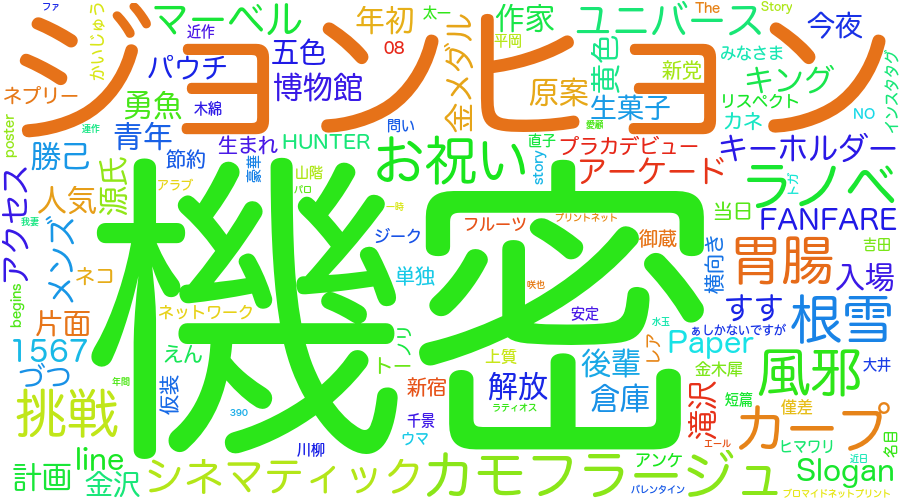 ファ
かいじゅう
マーベル
近作
年初
太一
作家
ユニバース
The
Story
今夜
ジョンヒョン
08
平岡
みなさま
インスタタグ
パウチ
五色
博物館
金メダル
原案
黄色
新党
キング
ネプリー
勇魚
木綿
生菓子
リスペクト
カネ
NO
poster
連作
青年
生まれ
HUNTER
問い
愛嬢
直子
プラカデビュー
キーホルダー
勝己
節約
豪華
お祝い
story
アーケード
ラノベ
アクセス
人気
源氏
アラブ
山階
パロ
一時
トガ
我妻
メンズ
機密
ジーク
フルーツ
プリントネット
当日
FANFARE
御蔵
横向き
胃腸
吉田
ネコ
単独
咲也
入場
begins
片面
ネットワーク
安定
水玉
すす
根雪
1567
えん
ノリ
トー
上質
後輩
レア
Paper
ぁしかないですが
づつ
年間
仮装
解放
倉庫
金木犀
風邪
大井
挑戦
390
新宿
ラティオス
滝沢
短篇
僅差
カープ
千景
ウマ
エール
ヒマワリ
名目
計画
line
金沢
川柳
シネマティック
カモフラージュ
アンケ
バレンタイン
近日
Slogan
ブロマイドネットプリント